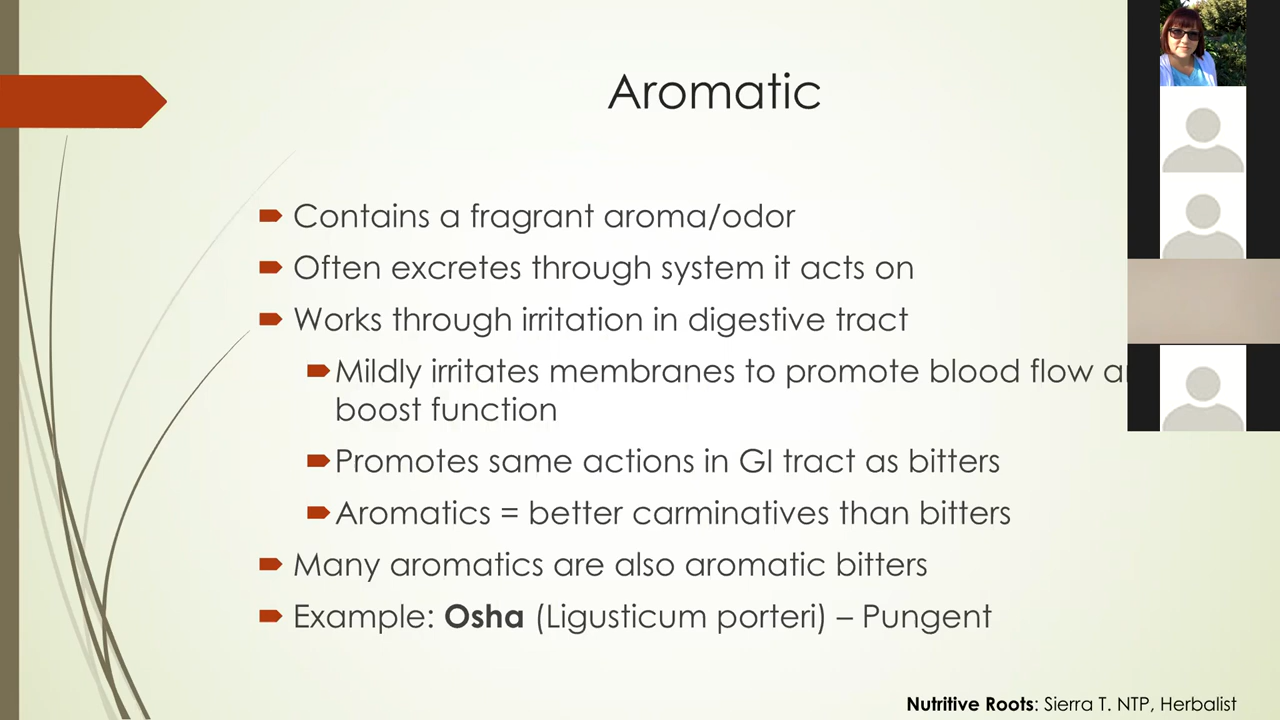 Aromatic
Contains a fragrant aroma/odor
Often excretes through system it acts on
Works through irritation in digestive tract
Mildly irritates membranes to promote blood flow
boost function
Promotes same actions in GI tract as bitters
Aromatics = better carminatives than bitters
Many aromatics are also aromatic bitters
Example: Osha (Ligusticum porteri) – Pungent
Nutritive Roots: Sierra T. NTP, Herbalist